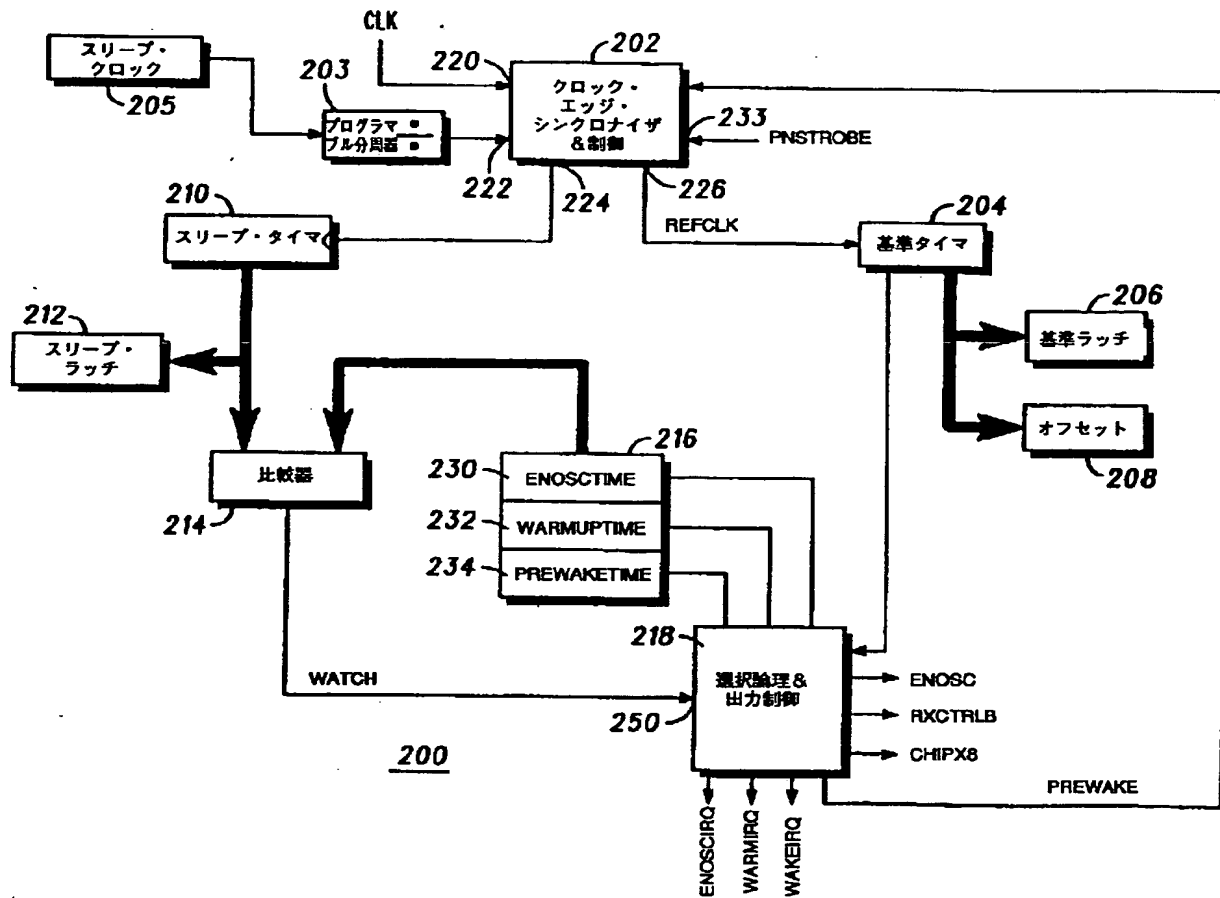 CLK
スリープ・
クロック
205
203
プログラマ
ブル分周器
220
202
クロック・
エッジ・
シンクロナイザ
&制御
233
PNSTROBE
222
224
226
REFCLK
210
スリープ・タイマ
204
基準タイマ
212
スリープ・
ラッチ
206
基準ラッチ
オフセット
208
比較器
214
216
230
ENOSCTIME
232
WARMUPTIME
234
PREWAKETIME
218
選択論理&
出力制御
250
WATCH
ENOSC
RXCTRLB
CHIPX8
PREWAKE
200
ENOSCIRQ
WARMIRQ
WAKEIRQ